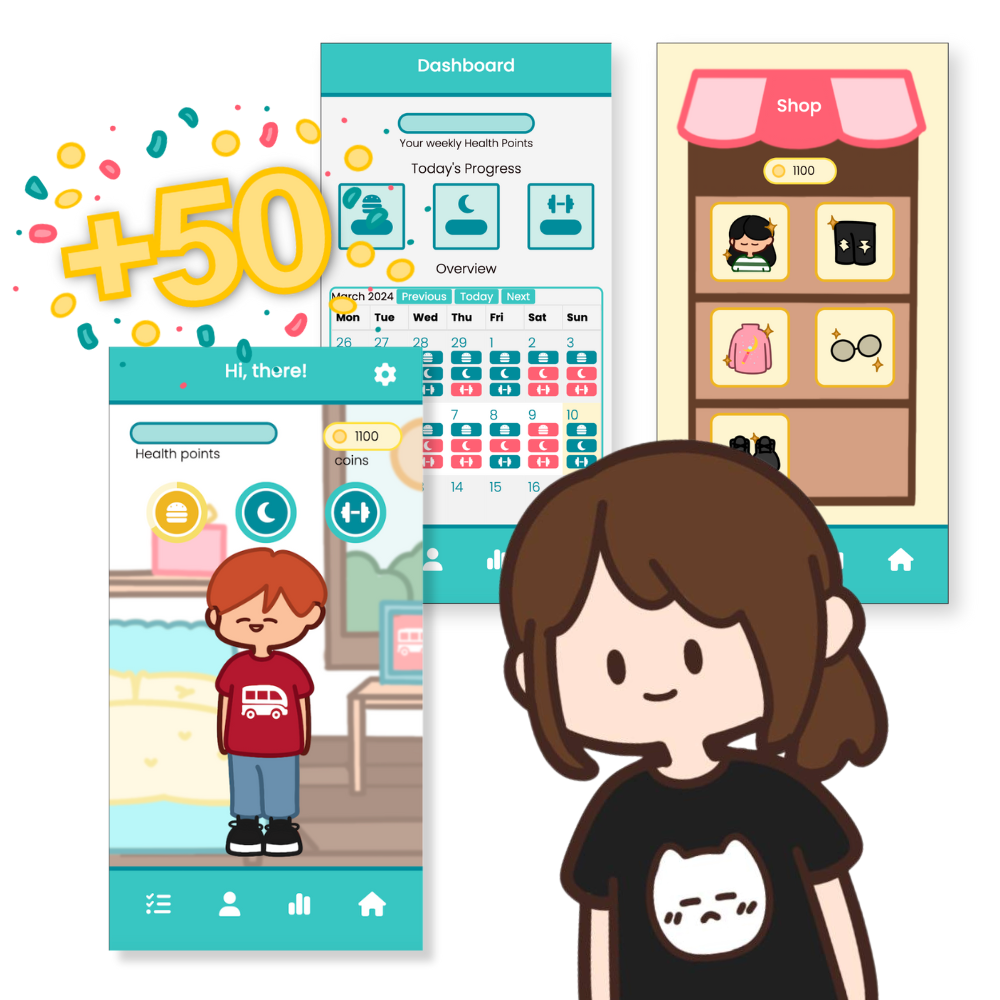 Dashboard
Your weekly Health Points
Today's Progress
Overview
March 2024 Previous Today Next
Mon Tue Wed Thu Fri Sat Sun
26 27 28 29 1 2 3
7 8 9 10
14 15 16
Shop
1100
+50
Hi, there!
1100
Health points
coins